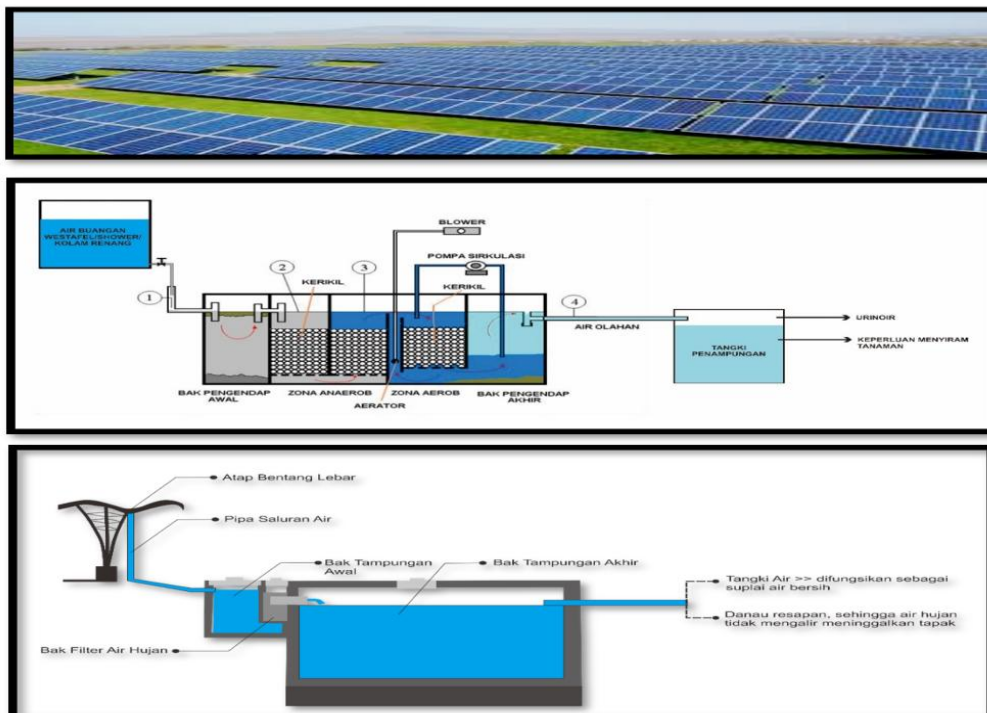 AIR BUANGAN
WESTAFEL/SHOWER/
KOLAM RENANG
BLOWER
POMPA SIRKULASI
1
2
KERIKIL
3
KERIKIL
4
AIR OLAHAN
TANGKI
PENAMPUNGAN
URINOIR
KEPERLUAN MENYIRAM
TANAMAN
BAK PENGENDAP
AWAL
ZONA ANAEROB
ZONA AEROB
BAK PENGENDAP
AKHIR
AERATOR
Atap Bentang Lebar
Pipa Saluran Air
Bak Tampungan
Awal
Bak Tampungan Akhir
Bak Filter Air Hujan
Tangki Air >> difungsikan sebagai
suplai air bersih
Danau resapan, sehingga air hujan
tidak mengalir meninggalkan tapak